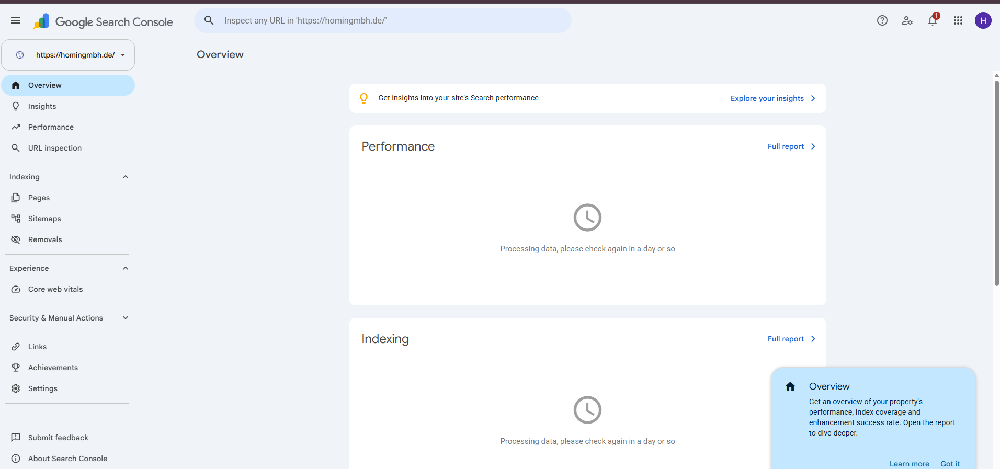 Google Search Console
Inspect any URL in 'https://homingmbh.de/'
1
H
https://homingmbh.de/
Overview
Overview
Insights
Performance
URL inspection
Indexing
Pages
Sitemaps
Removals
Experience
Core web vitals
Security & Manual Actions
Links
Achievements
Settings
Submit feedback
About Search Console
Get insights into your site's Search performance
Explore your insights
Performance
Full report
Processing data, please check again in a day or so
Indexing
Full report
Processing data, please check again in a day or so
Overview
Get an overview of your property's
performance, index coverage and
enhancement success rate. Open the report
to dive deeper.
Learn more
Got it